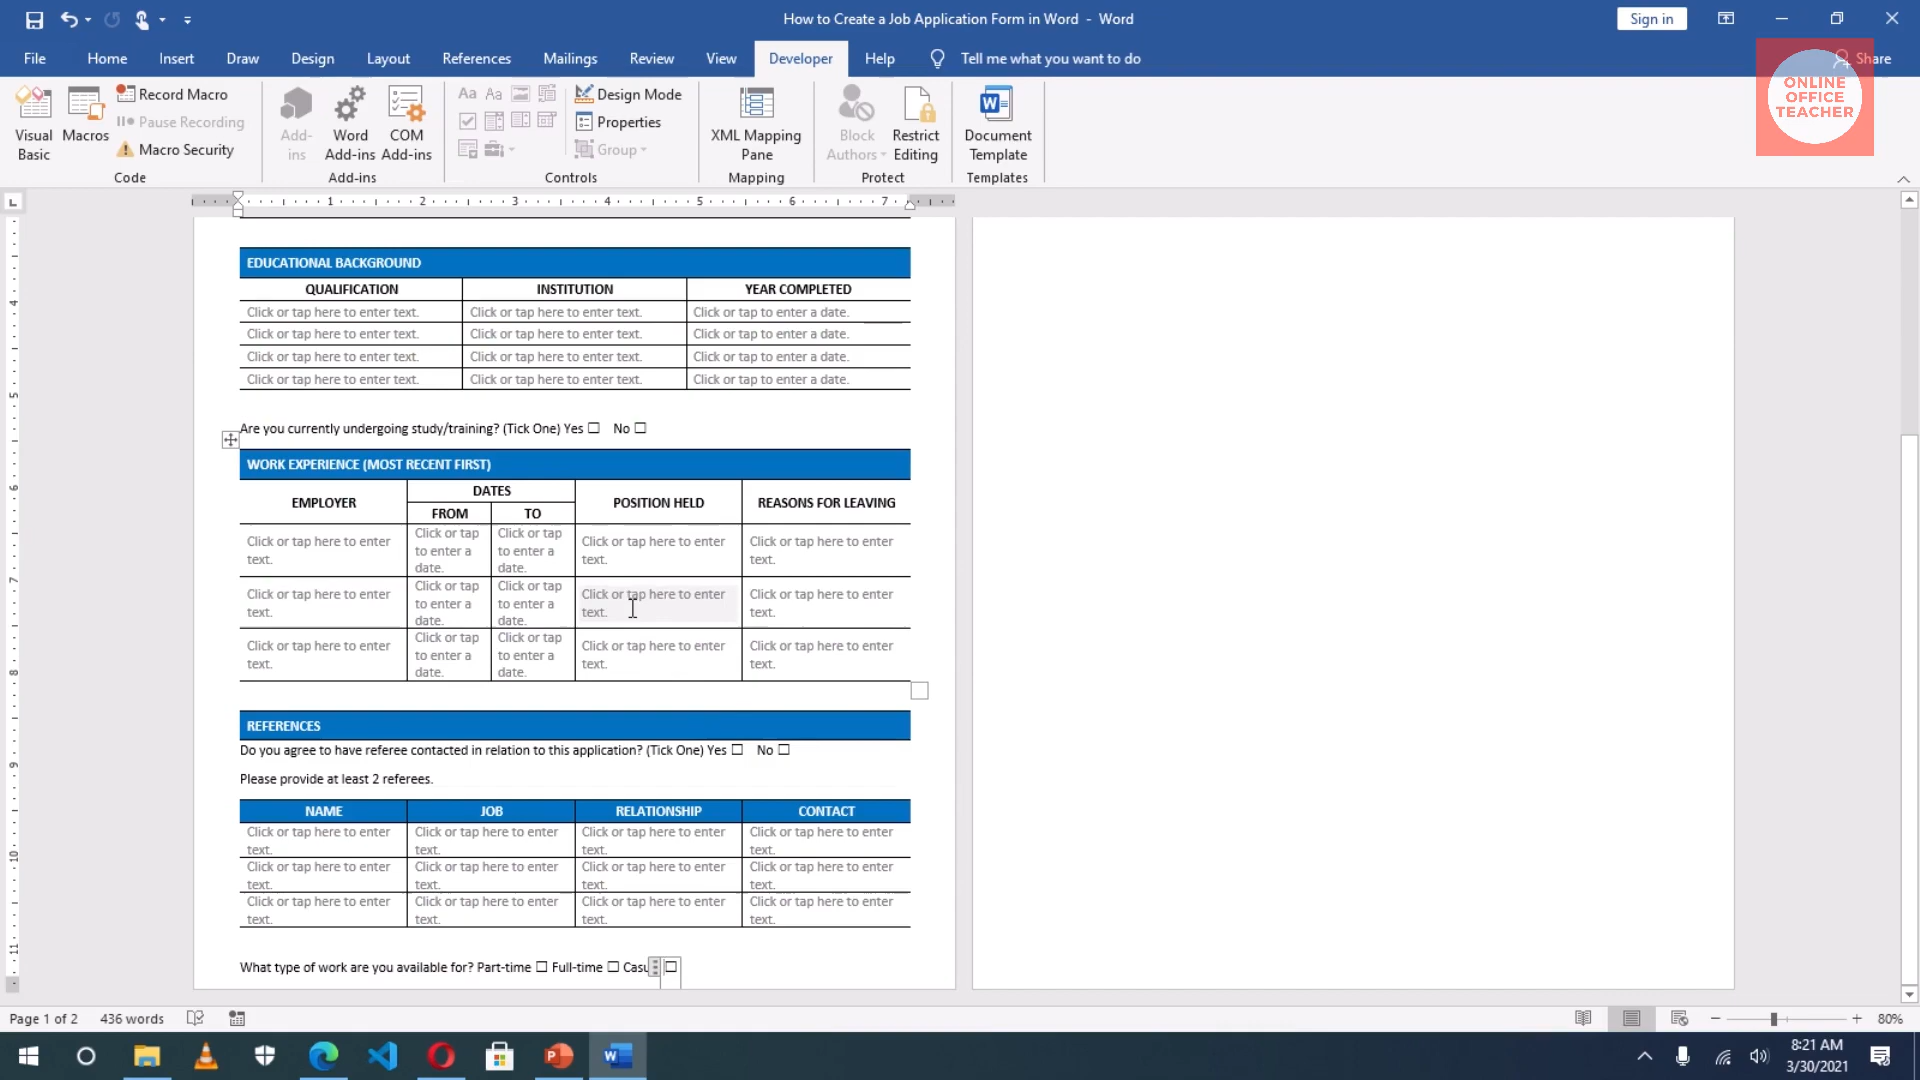 How to Create a Job Application Form in Word - Word
Sign in
File Home Insert Draw Design Layout References Mailings Review View Developer Help Tell me what you want to do Share
ONLINE
OFFICE
TEACHER
Visual Basic
Macros
Record Macro
Pause Recording
Macro Security
Add-ins
Word Add-ins
COM Add-ins
Aa Aa
Design Mode
Properties
Group
XML Mapping Pane
Block Authors
Restrict Editing
Document Template
Code Add-ins Controls Mapping Protect Templates
L
1 2 3 4 5 6 7
4
5
6
7
8
9
10
11
EDUCATIONAL BACKGROUND
QUALIFICATION INSTITUTION YEAR COMPLETED
Click or tap here to enter text. Click or tap here to enter text. Click or tap to enter a date.
Click or tap here to enter text. Click or tap here to enter text. Click or tap to enter a date.
Click or tap here to enter text. Click or tap here to enter text. Click or tap to enter a date.
Click or tap here to enter text. Click or tap here to enter text. Click or tap to enter a date.
Are you currently undergoing study/training? (Tick One) Yes ☐ No ☐
WORK EXPERIENCE (MOST RECENT FIRST)
EMPLOYER DATES POSITION HELD REASONS FOR LEAVING
FROM TO
Click or tap here to enter text. Click or tap to enter a date. Click or tap to enter a date. Click or tap here to enter text. Click or tap here to enter text.
Click or tap here to enter text. Click or tap to enter a date. Click or tap to enter a date. Click or tap here to enter text. Click or tap here to enter text.
Click or tap here to enter text. Click or tap to enter a date. Click or tap to enter a date. Click or tap here to enter text. Click or tap here to enter text.
REFERENCES
Do you agree to have referee contacted in relation to this application? (Tick One) Yes ☐ No ☐
Please provide at least 2 referees.
NAME JOB RELATIONSHIP CONTACT
Click or tap here to enter text. Click or tap here to enter text. Click or tap here to enter text. Click or tap here to enter text.
Click or tap here to enter text. Click or tap here to enter text. Click or tap here to enter text. Click or tap here to enter text.
Click or tap here to enter text. Click or tap here to enter text. Click or tap here to enter text. Click or tap here to enter text.
What type of work are you available for? Part-time ☐ Full-time ☐ Casu ☐
Page 1 of 2 436 words 80%
8:21 AM
3/30/2021